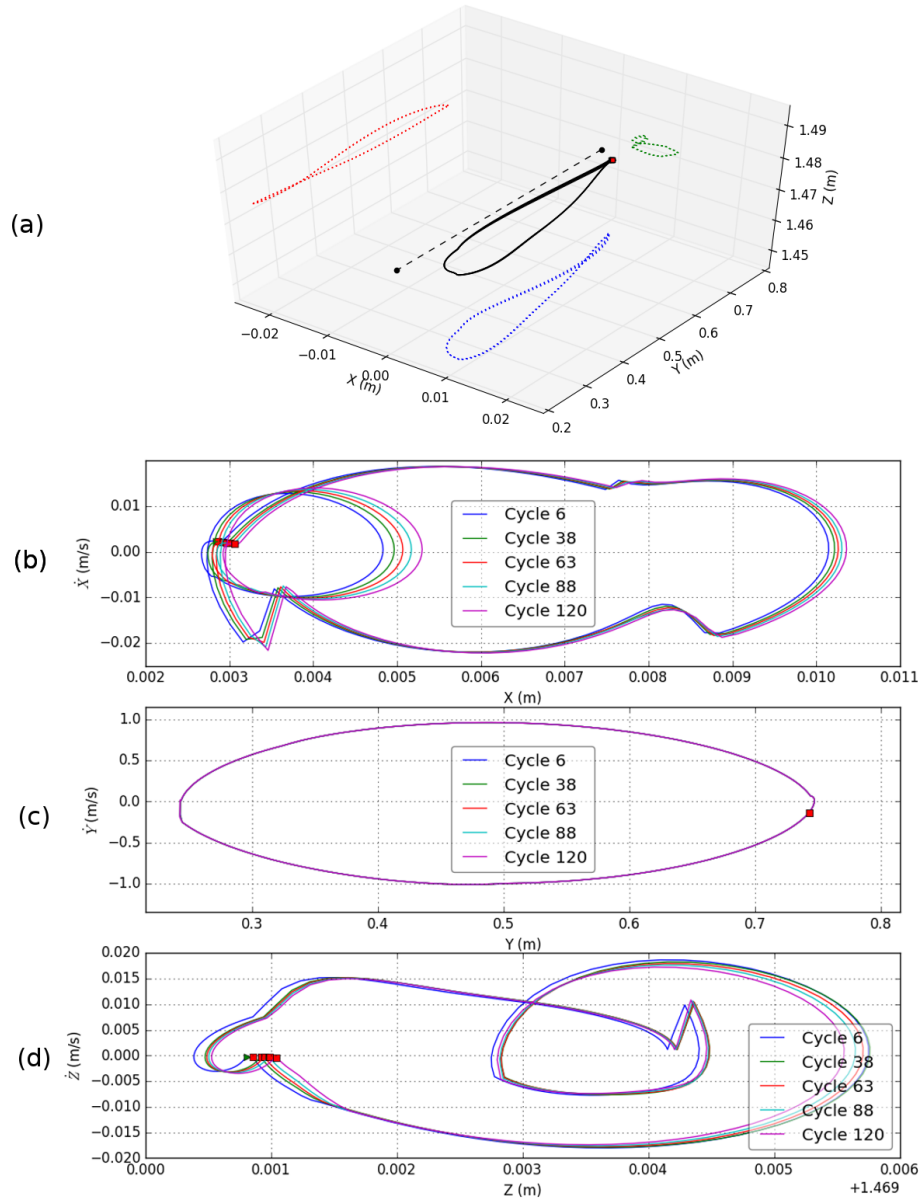 (a)
1.49
1.48
1.47
1.46
1.45
Z (m)
−0.02
−0.01
0.00
0.01
0.02
X (m)
0.2
0.3
0.4
0.5
0.6
0.7
0.8
Y (m)
(b)
0.01
0.00
−0.01
−0.02
Ẋ (m/s)
Cycle 6
Cycle 38
Cycle 63
Cycle 88
Cycle 120
0.002 0.003 0.004 0.005 0.006 0.007 0.008 0.009 0.010 0.011
X (m)
(c)
1.0
0.5
0.0
−0.5
−1.0
Ẏ (m/s)
Cycle 6
Cycle 38
Cycle 63
Cycle 88
Cycle 120
0.3 0.4 0.5 0.6 0.7 0.8
Y (m)
(d)
0.020
0.015
0.010
0.005
0.000
−0.005
−0.010
−0.015
−0.020
Ż (m/s)
Cycle 6
Cycle 38
Cycle 63
Cycle 88
Cycle 120
0.000 0.001 0.002 0.003 0.004 0.005 0.006
Z (m)
+1.469